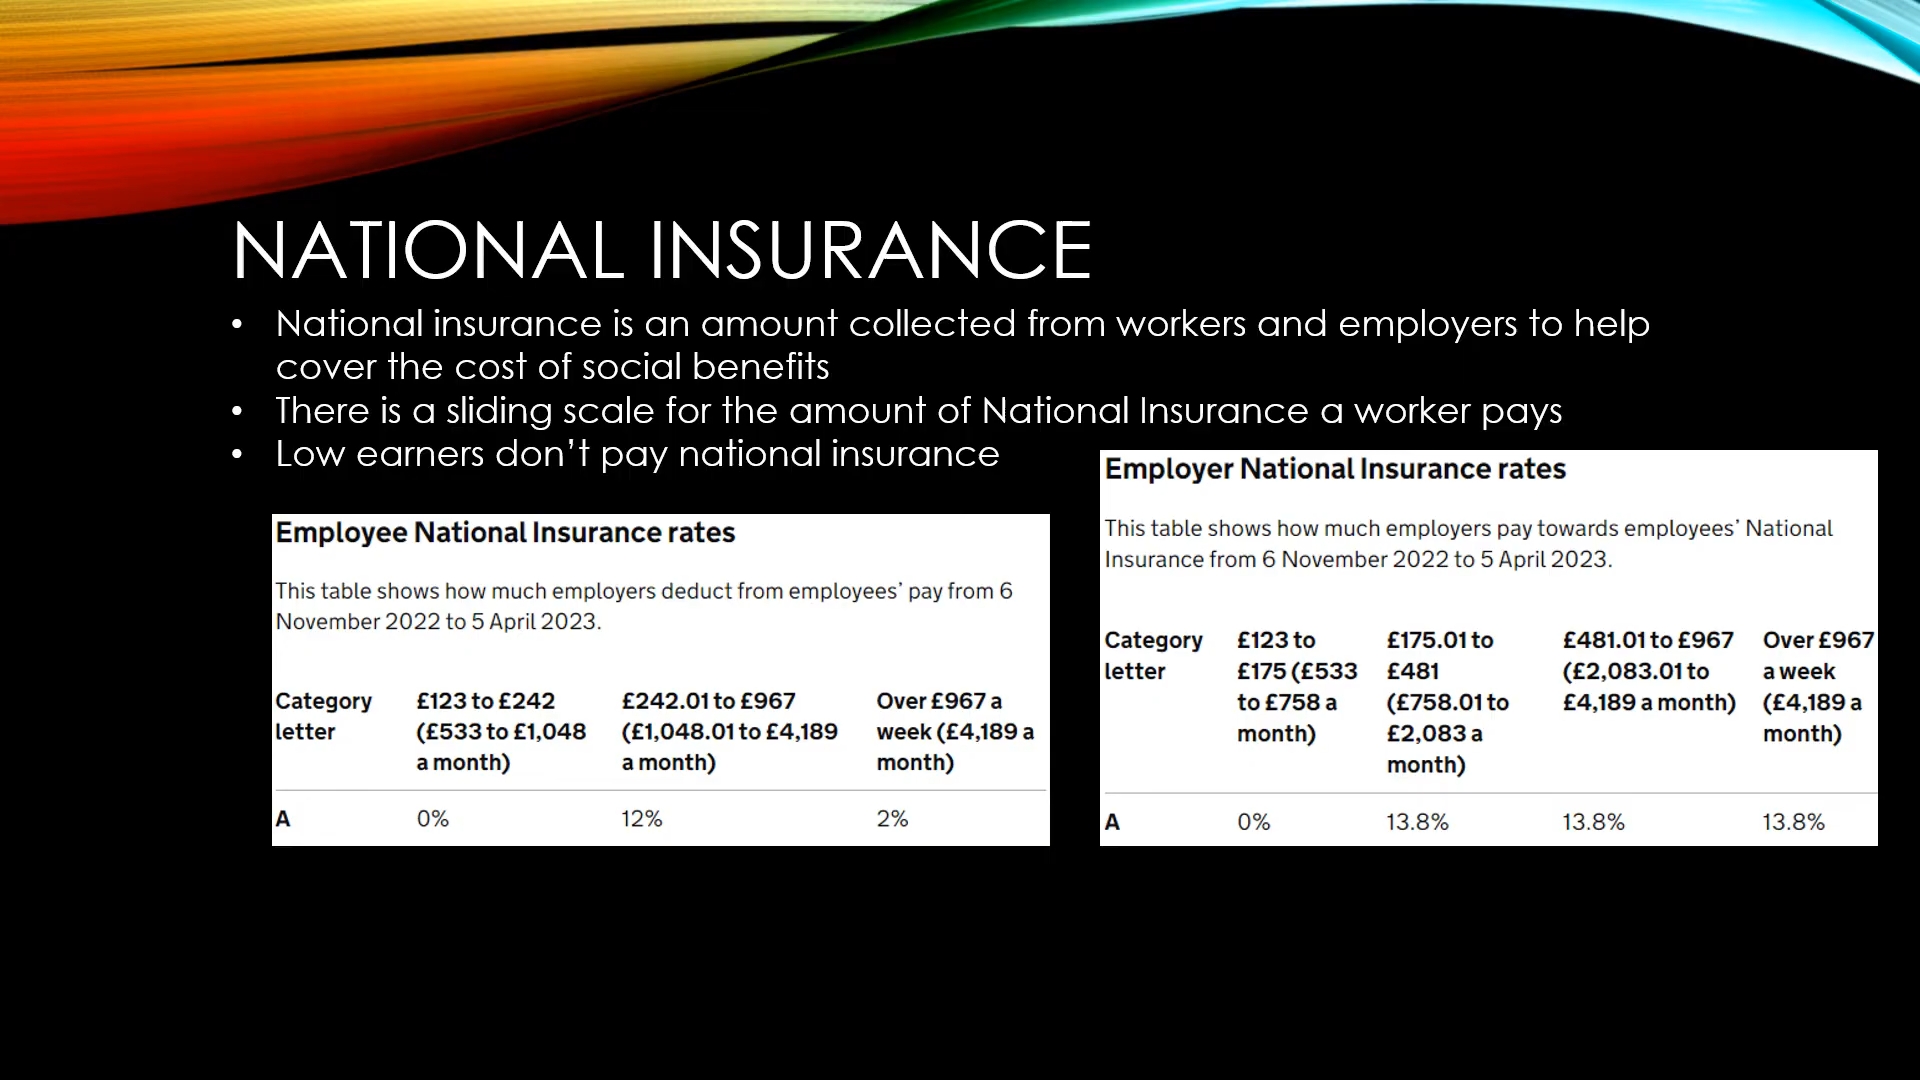 NATIONAL INSURANCE
• National insurance is an amount collected from workers and employers to help
cover the cost of social benefits
• There is a sliding scale for the amount of National Insurance a worker pays
• Low earners don’t pay national insurance
Employee National Insurance rates
This table shows how much employers deduct from employees’ pay from 6
November 2022 to 5 April 2023.
Category letter £123 to £242 (£533 to £1,048 a month) £242.01 to £967 (£1,048.01 to £4,189 a month) Over £967 a week (£4,189 a month)
A 0% 12% 2%
Employer National Insurance rates
This table shows how much employers pay towards employees’ National
Insurance from 6 November 2022 to 5 April 2023.
Category letter £123 to £175 (£533 to £758 a month) £175.01 to £481 (£758.01 to £2,083 a month) £481.01 to £967 (£2,083.01 to £4,189 a month) Over £967 a week (£4,189 a month)
A 0% 13.8% 13.8% 13.8%